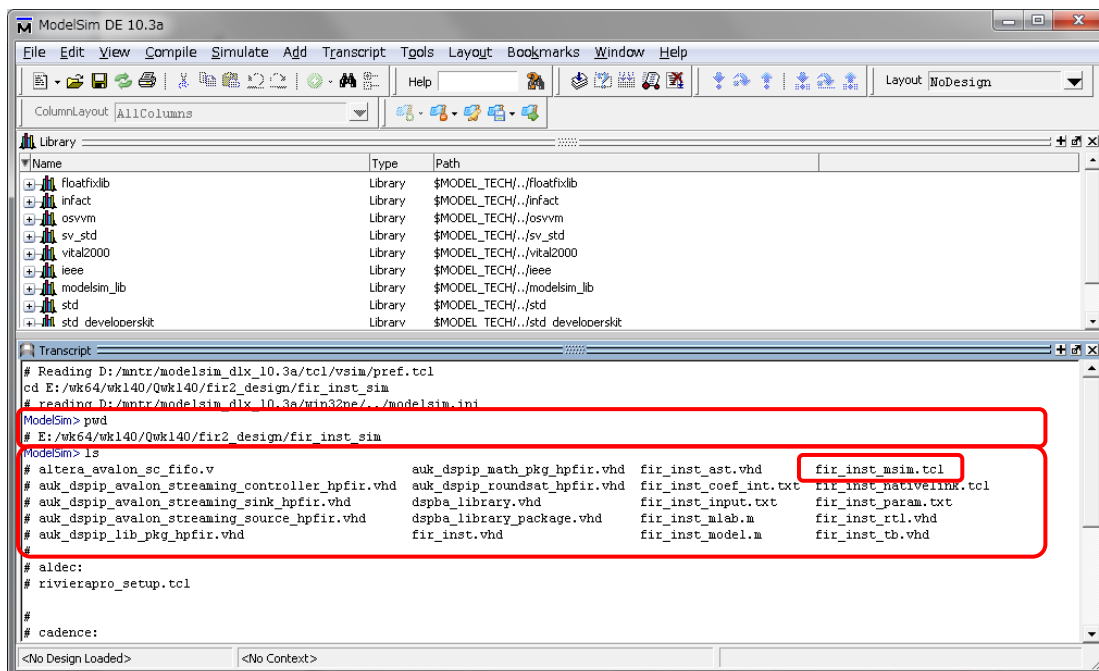 ModelSim DE 10.3a
File Edit View Compile Simulate Add Transcript Tools Layout Bookmarks Window Help
Help Layout NoDesign
ColumnLayout AllColumns
Library
Name Type Path
floatfixlib Library $MODEL_TECH/../floatfixlib
infact Library $MODEL_TECH/../infact
osvvm Library $MODEL_TECH/../osvvm
sv_std Library $MODEL_TECH/../sv_std
vital2000 Library $MODEL_TECH/../vital2000
ieee Library $MODEL_TECH/../ieee
modelsim_lib Library $MODEL_TECH/../modelsim_lib
std Library $MODEL_TECH/../std
std_developerskit Library $MODEL_TECH/../std_developerskit
Transcript
# Reading D:/mntr/modelsim_dlx_10.3a/tcl/vsim/pref.tcl
cd E:/wk64/wk140/Qwk140/fir2_design/fir_inst_sim
# reading D:/mntr/modelsim_dlx_10.3a/win32pe/../modelsim.ini
ModelSim> pwd
# E:/wk64/wk140/Qwk140/fir2_design/fir_inst_sim
ModelSim> ls
# altera_avalon_sc_fifo.v auk_dspip_math_pkg_hpfir.vhd fir_inst_ast.vhd fir_inst_msim.tcl
# auk_dspip_avalon_streaming_controller_hpfir.vhd auk_dspip_roundsat_hpfir.vhd fir_inst_coef_int.txt fir_inst_nativelink.tcl
# auk_dspip_avalon_streaming_sink_hpfir.vhd dspba_library.vhd fir_inst_input.txt fir_inst_param.txt
# auk_dspip_avalon_streaming_source_hpfir.vhd dspba_library_package.vhd fir_inst_mlab.m fir_inst_rtl.vhd
# auk_dspip_lib_pkg_hpfir.vhd fir_inst.vhd fir_inst_model.m fir_inst_tb.vhd
#
# aldec:
# rivierapro_setup.tcl
#
# cadence:
<No Design Loaded> <No Context>